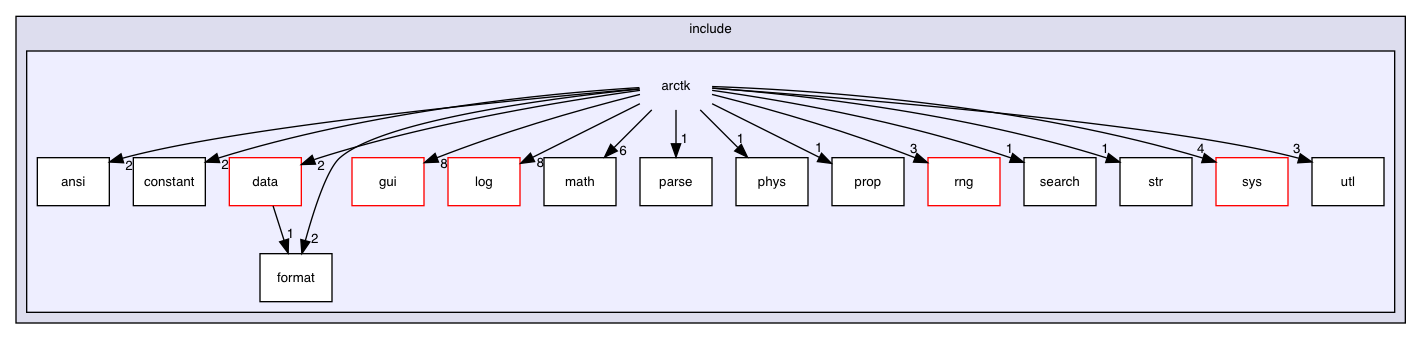 include
arctk
2
2
2
8
8
6
1
1
1
3
1
1
4
3
ansi
constant
data
gui
log
math
parse
phys
prop
rng
search
str
sys
utl
1
2
format